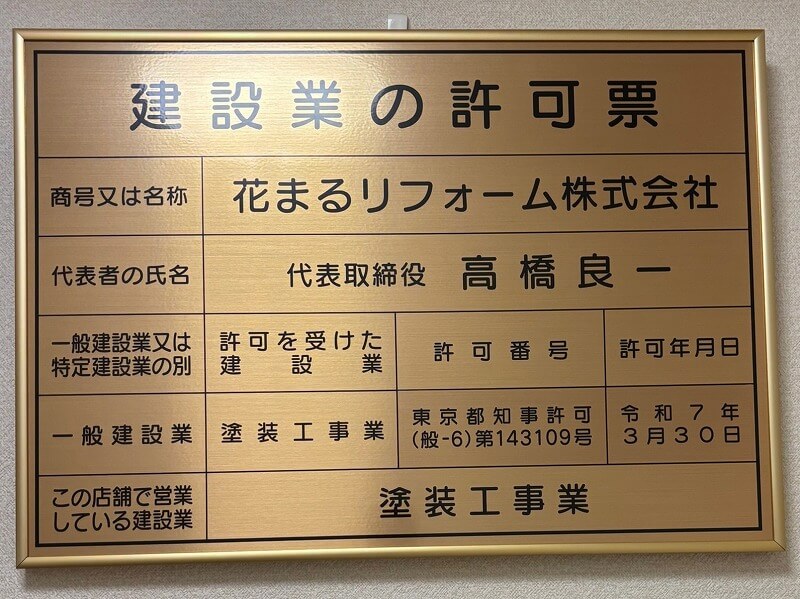 建設業の許可票
商号又は名称
花まるリフォーム株式会社
代表者の氏名
代表取締役 高橋良一
一般建設業又は
特定建設業の別
許可を受けた
建設業
許可番号
許可年月日
一般建設業
塗装工事業
東京都知事許可
(般-6)第143109号
令和7年
3月30日
この店舗で営業
している建設業
塗装工事業